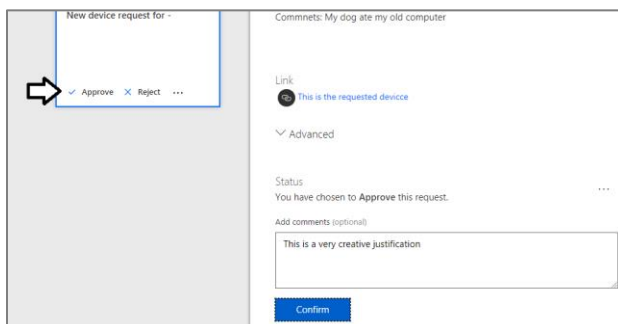 New device request for -
Approve
Reject
...
Commnets: My dog ate my old computer
Link
This is the requested devicce
Advanced
Status
You have chosen to Approve this request.
...
Add comments (optional)
This is a very creative justification
Confirm